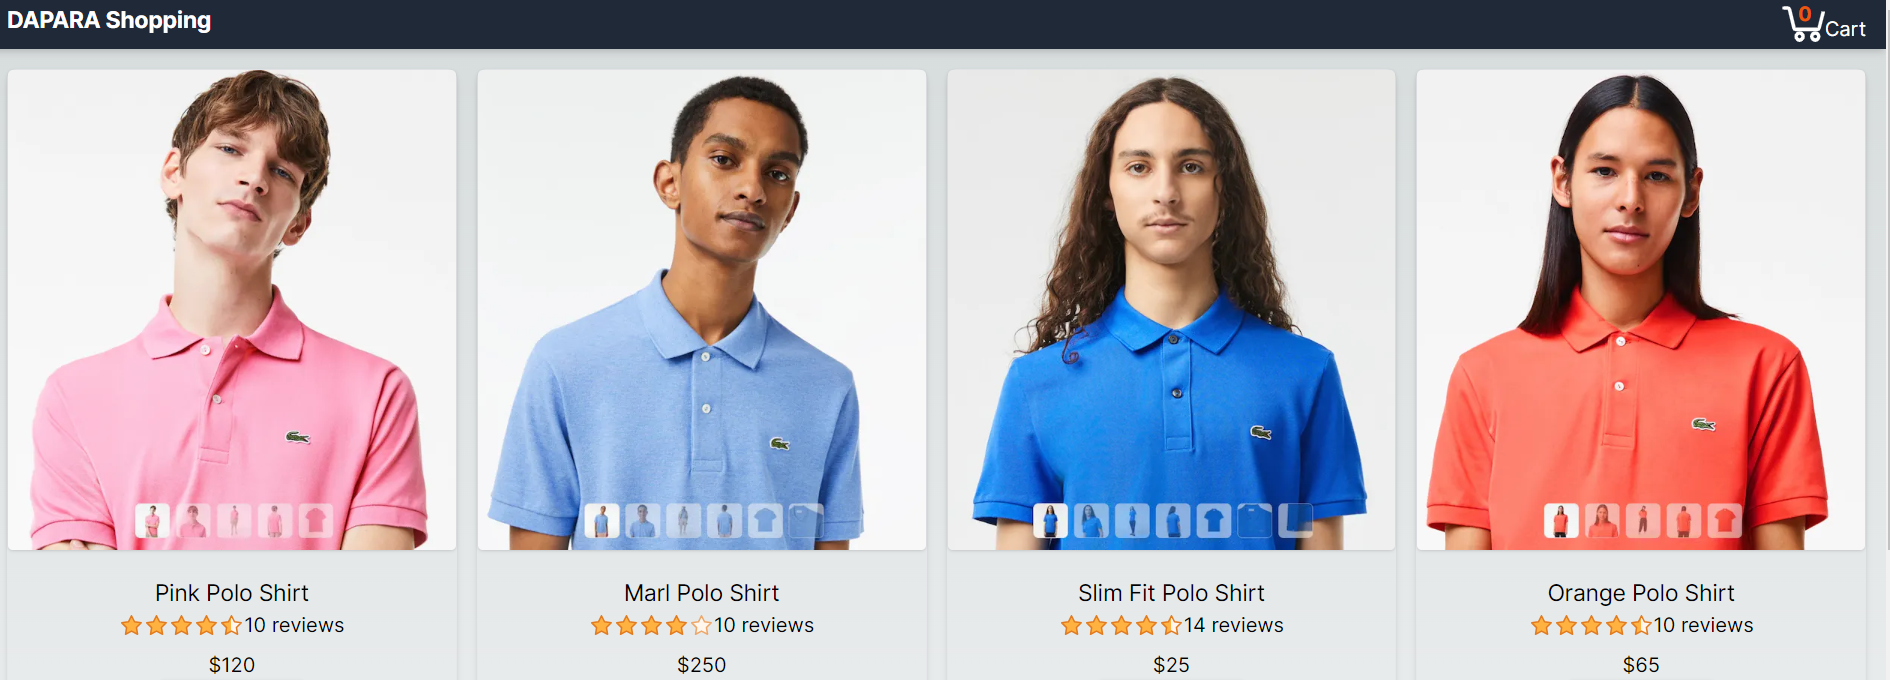 DAPARA Shopping
0
Cart
Pink Polo Shirt
10 reviews
$120
Marl Polo Shirt
10 reviews
$250
Slim Fit Polo Shirt
14 reviews
$25
Orange Polo Shirt
10 reviews
$65